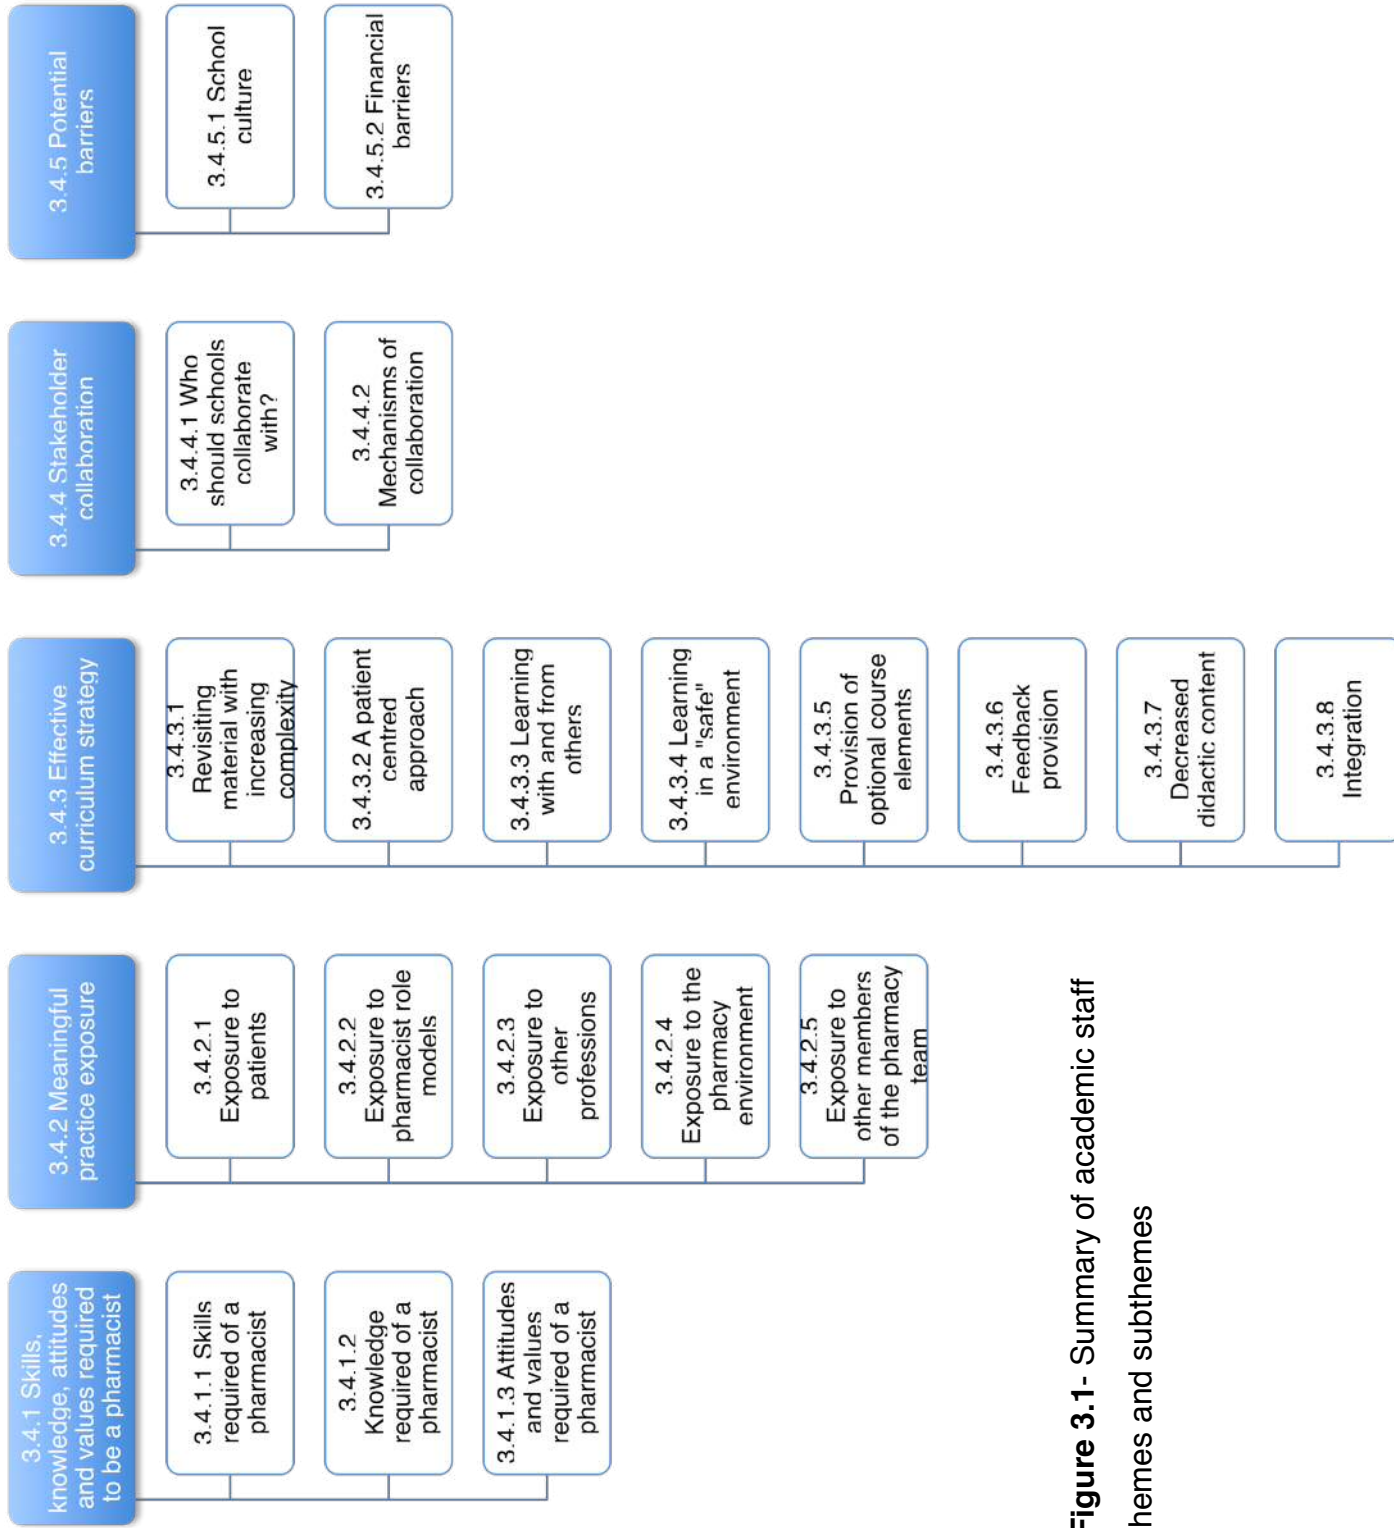 3.4.1 Skills,
knowledge, attitudes
and values required
to be a pharmacist
3.4.1.1 Skills
required of a
pharmacist
3.4.1.2
Knowledge
required of a
pharmacist
3.4.1.3 Attitudes
and values
required of a
pharmacist
3.4.2 Meaningful
practice exposure
3.4.2.1
Exposure to
patients
3.4.2.2
Exposure to
pharmacist role
models
3.4.2.3
Exposure to
other
professions
3.4.2.4
Exposure to the
pharmacy
environment
3.4.2.5
Exposure to
other members
of the pharmacy
team
3.4.3 Effective
curriculum strategy
3.4.3.1
Revisiting
material with
increasing
complexity
3.4.3.2 A patient
centred
approach
3.4.3.3 Learning
with and from
others
3.4.3.4 Learning
in a "safe"
environment
3.4.3.5
Provision of
optional course
elements
3.4.3.6
Feedback
provision
3.4.3.7
Decreased
didactic content
3.4.3.8
Integration
3.4.4 Stakeholder
collaboration
3.4.4.1 Who
should schools
collaborate
with?
3.4.4.2
Mechanisms of
collaboration
3.4.5 Potential
barriers
3.4.5.1 School
culture
3.4.5.2 Financial
barriers
Figure 3.1- Summary of academic staff
hemes and subthemes